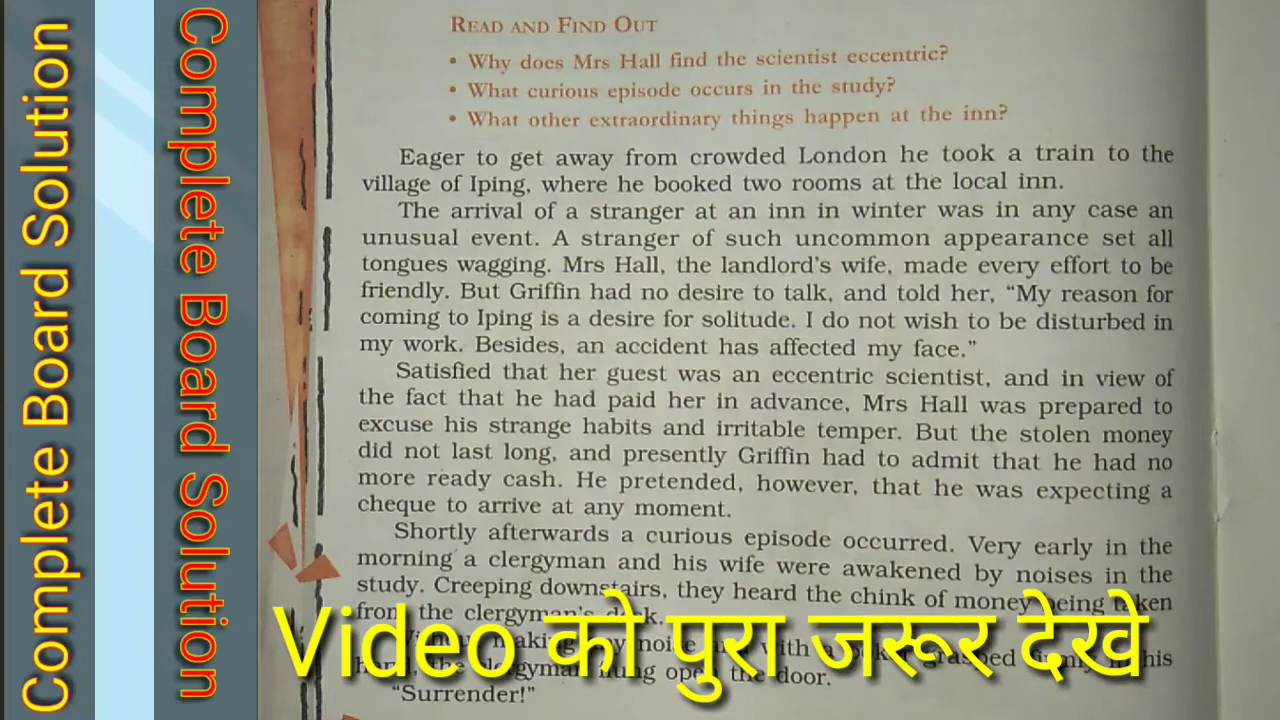 Complete Board Solution
Complete Board Solution
READ AND FIND OUT
• Why does Mrs Hall find the scientist eccentric?
• What curious episode occurs in the study?
• What other extraordinary things happen at the inn?
Eager to get away from crowded London he took a train to the
village of Iping, where he booked two rooms at the local inn.
The arrival of a stranger at an inn in winter was in any case an
unusual event. A stranger of such uncommon appearance set all
tongues wagging. Mrs Hall, the landlord's wife, made every effort to be
friendly. But Griffin had no desire to talk, and told her, “My reason for
coming to Iping is a desire for solitude. I do not wish to be disturbed in
my work. Besides, an accident has affected my face.”
Satisfied that her guest was an eccentric scientist, and in view of
the fact that he had paid her in advance, Mrs Hall was prepared to
excuse his strange habits and irritable temper. But the stolen money
did not last long, and presently Griffin had to admit that he had no
more ready cash. He pretended, however, that he was expecting a
cheque to arrive at any moment.
Shortly afterwards a curious episode occurred. Very early in the
morning a clergyman and his wife were awakened by noises in the
study. Creeping downstairs, they heard the chink of money being taken
from the clergyman's
making noise with grasped his
the clergyman flung open the door.
“Surrender!”
Video को पुरा जरूर देखे